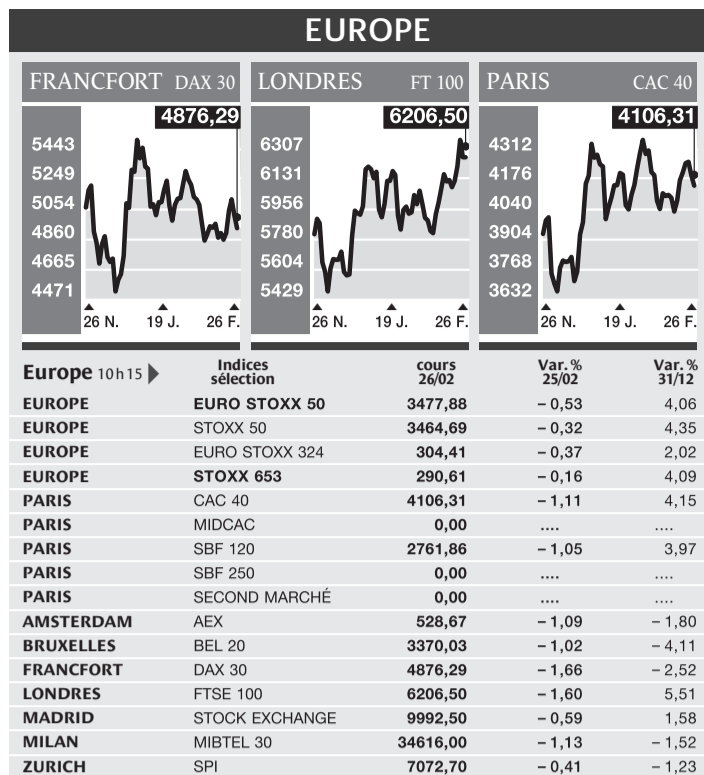 EUROPE
FRANCFORT DAX 30
4876,29
5443
5249
5054
4860
4665
4471
26 N. 19 J. 26 F.
LONDRES FT 100
6206,50
6307
6131
5956
5780
5604
5429
26 N. 19 J. 26 F.
PARIS CAC 40
4106,31
4312
4176
4040
3904
3768
3632
26 N. 19 J. 26 F.
Europe 10h15 Indices sélection cours 26/02 Var. % 25/02 Var. % 31/12
EUROPE EURO STOXX 50 3477,88 – 0,53 4,06
EUROPE STOXX 50 3464,69 – 0,32 4,35
EUROPE EURO STOXX 324 304,41 – 0,37 2,02
EUROPE STOXX 653 290,61 – 0,16 4,09
PARIS CAC 40 4106,31 – 1,11 4,15
PARIS MIDCAC 0,00 .... ....
PARIS SBF 120 2761,86 – 1,05 3,97
PARIS SBF 250 0,00 .... ....
PARIS SECOND MARCHÉ 0,00 .... ....
AMSTERDAM AEX 528,67 – 1,09 – 1,80
BRUXELLES BEL 20 3370,03 – 1,02 – 4,11
FRANCFORT DAX 30 4876,29 – 1,66 – 2,52
LONDRES FTSE 100 6206,50 – 1,60 5,51
MADRID STOCK EXCHANGE 9992,50 – 0,59 1,58
MILAN MIBTEL 30 34616,00 – 1,13 – 1,52
ZURICH SPI 7072,70 – 0,41 – 1,23